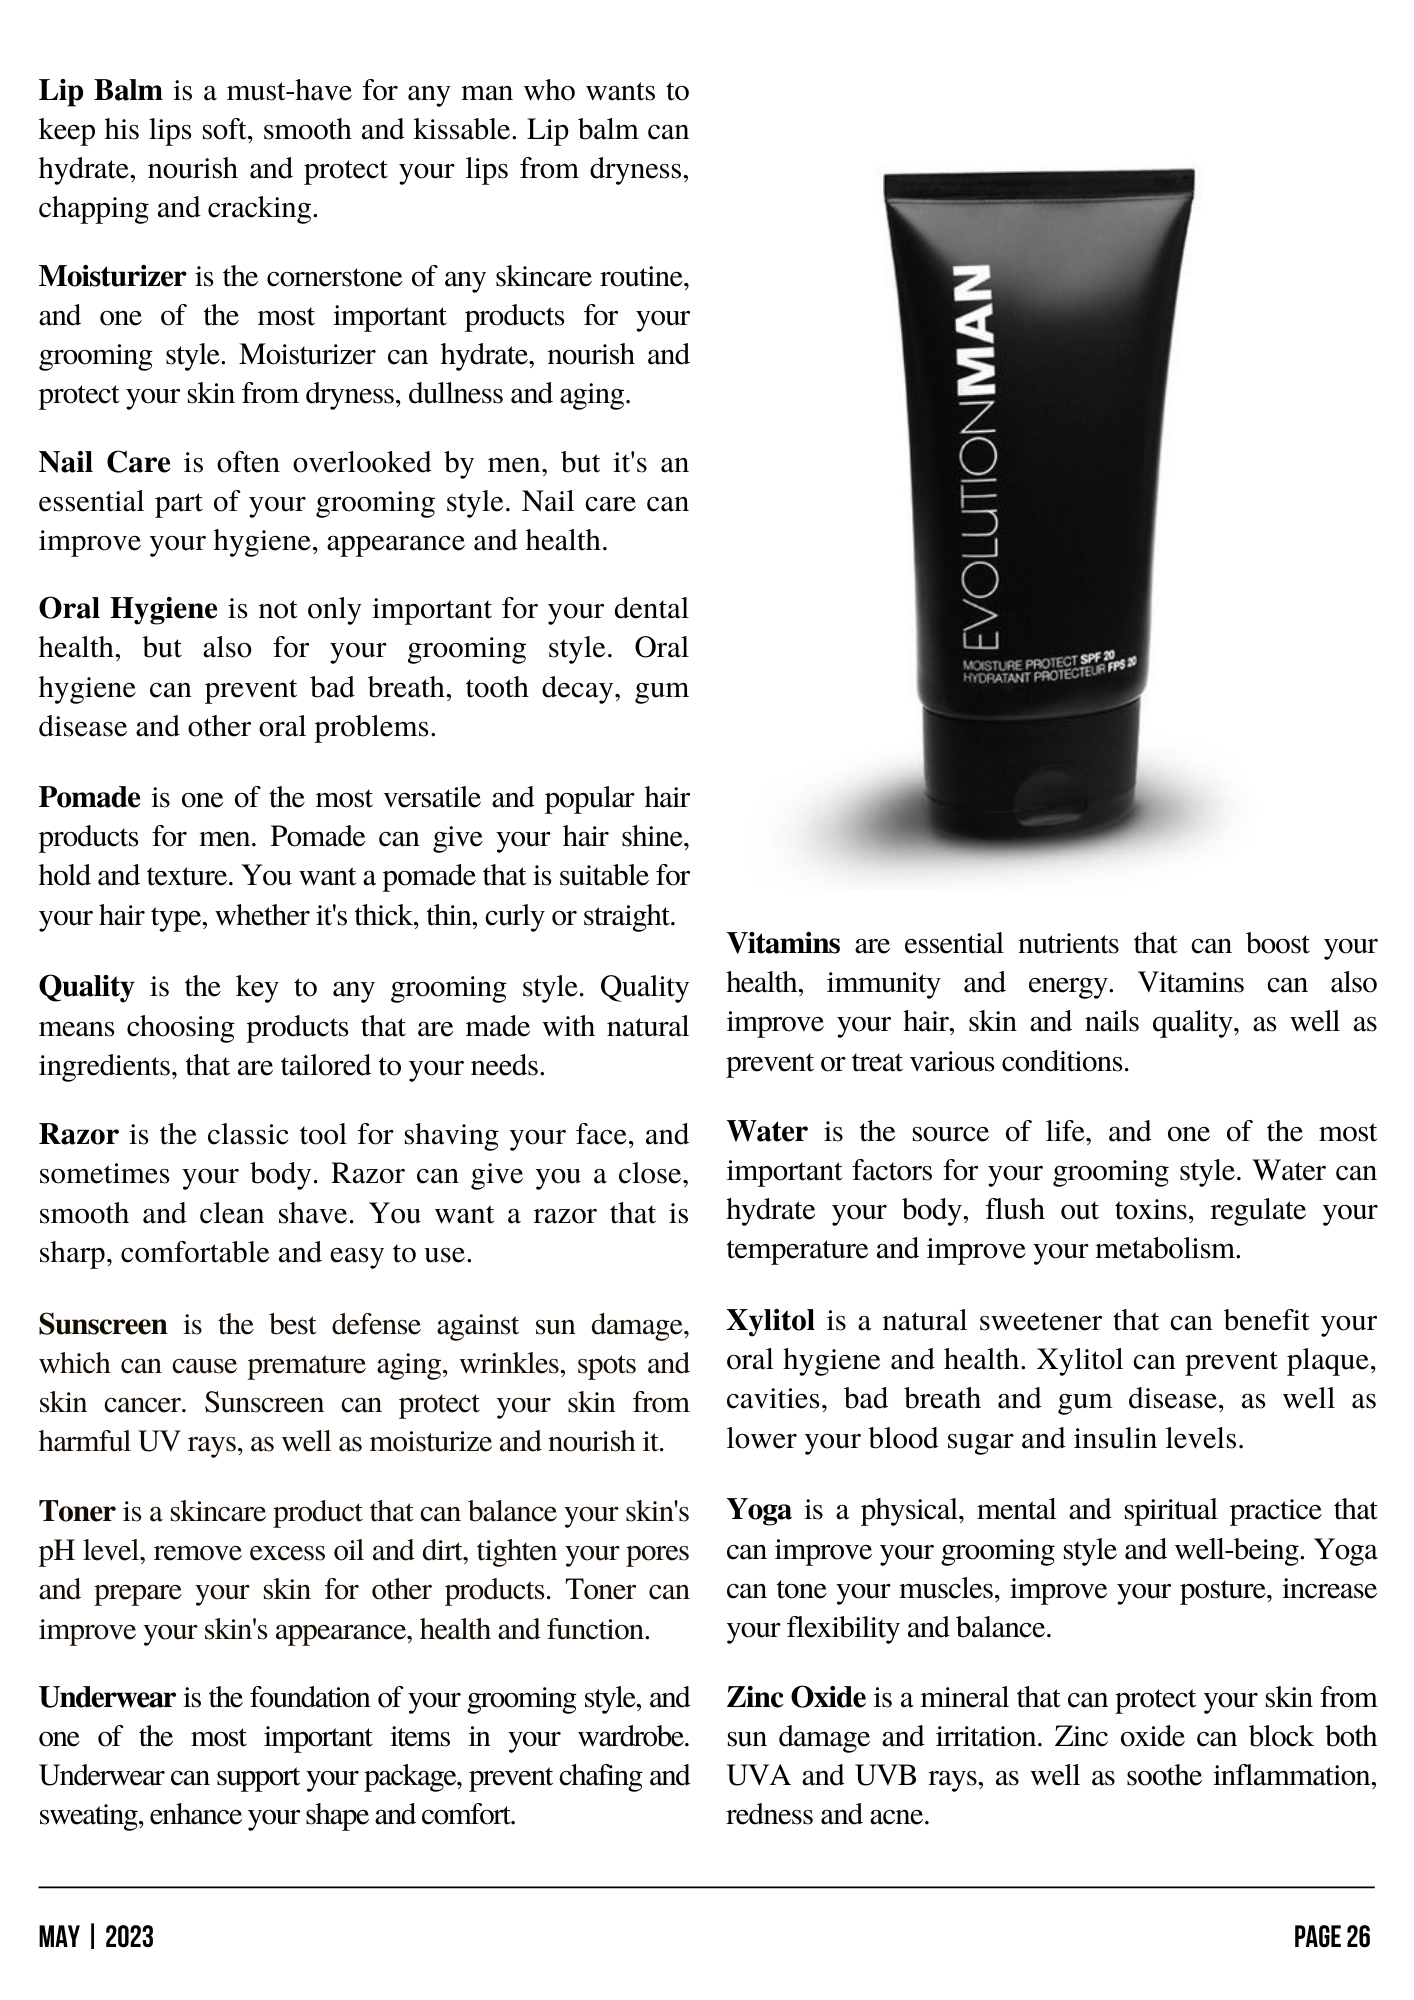 Lip Balm is a must-have for any man who wants to
keep his lips soft, smooth and kissable. Lip balm can
hydrate, nourish and protect your lips from dryness,
chapping and cracking.
Moisturizer is the cornerstone of any skincare routine,
and one of the most important products for your
grooming style. Moisturizer can hydrate, nourish and
protect your skin from dryness, dullness and aging.
Nail Care is often overlooked by men, but it's an
essential part of your grooming style. Nail care can
improve your hygiene, appearance and health.
Oral Hygiene is not only important for your dental
health, but also for your grooming style. Oral
hygiene can prevent bad breath, tooth decay, gum
disease and other oral problems.
Pomade is one of the most versatile and popular hair
products for men. Pomade can give your hair shine,
hold and texture. You want a pomade that is suitable for
your hair type, whether it's thick, thin, curly or straight.
Quality is the key to any grooming style. Quality
means choosing products that are made with natural
ingredients, that are tailored to your needs.
Razor is the classic tool for shaving your face, and
sometimes your body. Razor can give you a close,
smooth and clean shave. You want a razor that is
sharp, comfortable and easy to use.
Sunscreen is the best defense against sun damage,
which can cause premature aging, wrinkles, spots and
skin cancer. Sunscreen can protect your skin from
harmful UV rays, as well as moisturize and nourish it.
Toner is a skincare product that can balance your skin's
pH level, remove excess oil and dirt, tighten your pores
and prepare your skin for other products. Toner can
improve your skin's appearance, health and function.
Underwear is the foundation of your grooming style, and
one of the most important items in your wardrobe.
Underwear can support your package, prevent chafing and
sweating, enhance your shape and comfort.
EVOLUTIONMAN
MOISTURE PROTECT SPF 20
HYDRATANT PROTECTEUR FPS 20
Vitamins are essential nutrients that can boost your
health, immunity and energy. Vitamins can also
improve your hair, skin and nails quality, as well as
prevent or treat various conditions.
Water is the source of life, and one of the most
important factors for your grooming style. Water can
hydrate your body, flush out toxins, regulate your
temperature and improve your metabolism.
Xylitol is a natural sweetener that can benefit your
oral hygiene and health. Xylitol can prevent plaque,
cavities, bad breath and gum disease, as well as
lower your blood sugar and insulin levels.
Yoga is a physical, mental and spiritual practice that
can improve your grooming style and well-being. Yoga
can tone your muscles, improve your posture, increase
your flexibility and balance.
Zinc Oxide is a mineral that can protect your skin from
sun damage and irritation. Zinc oxide can block both
UVA and UVB rays, as well as soothe inflammation,
redness and acne.
MAY | 2023
PAGE 26